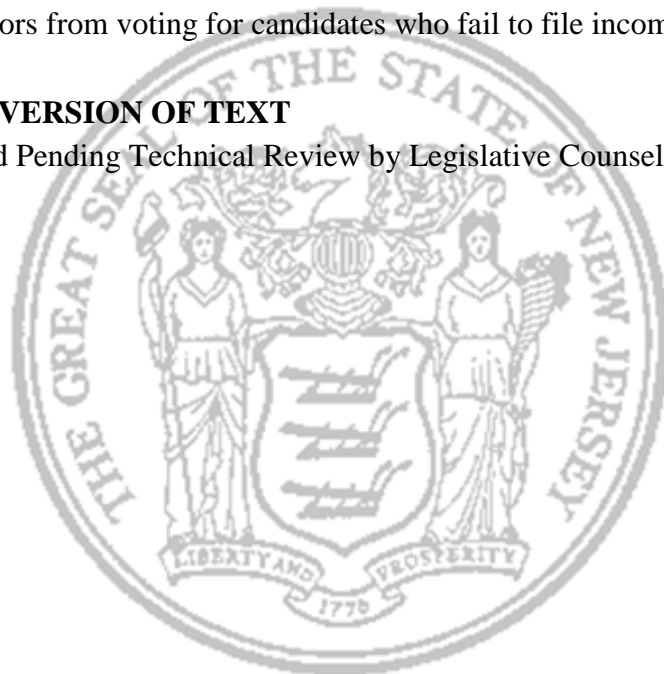 ors from voting for candidates who fail to file incom
VERSION OF TEXT
d Pending Technical Review by Legislative Counsel
THE GREAT SEAL OF THE STATE OF NEW JERSEY
LIBERTY AND PROSPERITY
1776